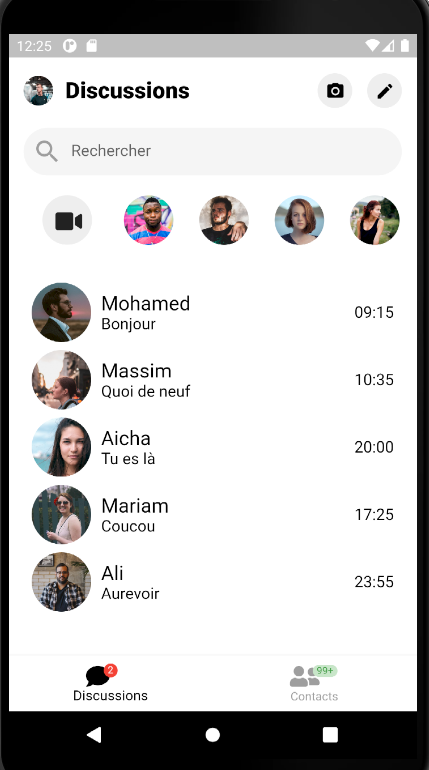 12:25
Discussions
Rechercher
Mohamed
Bonjour
09:15
Massim
Quoi de neuf
10:35
Aicha
Tu es là
20:00
Mariam
Coucou
17:25
Ali
Aurevoir
23:55
2
Discussions
99+
Contacts